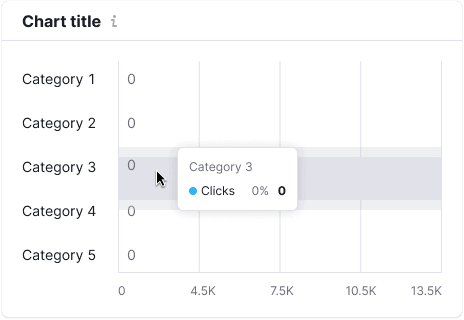 Chart title i
Category 1 0
Category 2 0
Category 3 0
Category 3
Clicks 0% 0
Category 4 0
Category 5 0
0 4.5K 7.5K 10.5K 13.5K